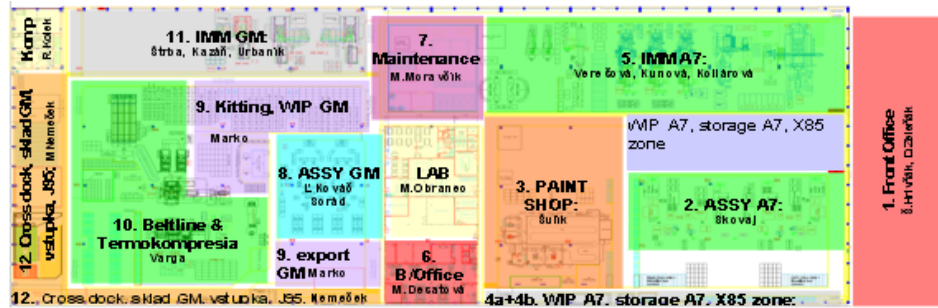 Komp
R. Kolek
11. IMM GM:
Štrba, Kazáň, Urbaník
7.
Maintenance
M.Moravčík
5. IMM A7:
Verečová, Kunová, Kollárová
9. Kitting, WIP GM
Marko
WIP A7, storage A7, X85
zone
12. Cross dock, sklad GM,
vstupka, J95, M Nemeček
8. ASSY GM
Ľ. Kováč
Sorád
LAB
M.Obraneo
3. PAINT
SHOP:
Šulik
2. ASSY A7:
Skovaj
1. Front Office
10. Beltline &
Termokompresia
Varga
9. export
GM Marko
6.
B/Office
M. Decatová
12. Cross dock, sklad GM, vstupka, J95, Nemeček
4a+4b. WIP A7, storage A7, X85 zone: